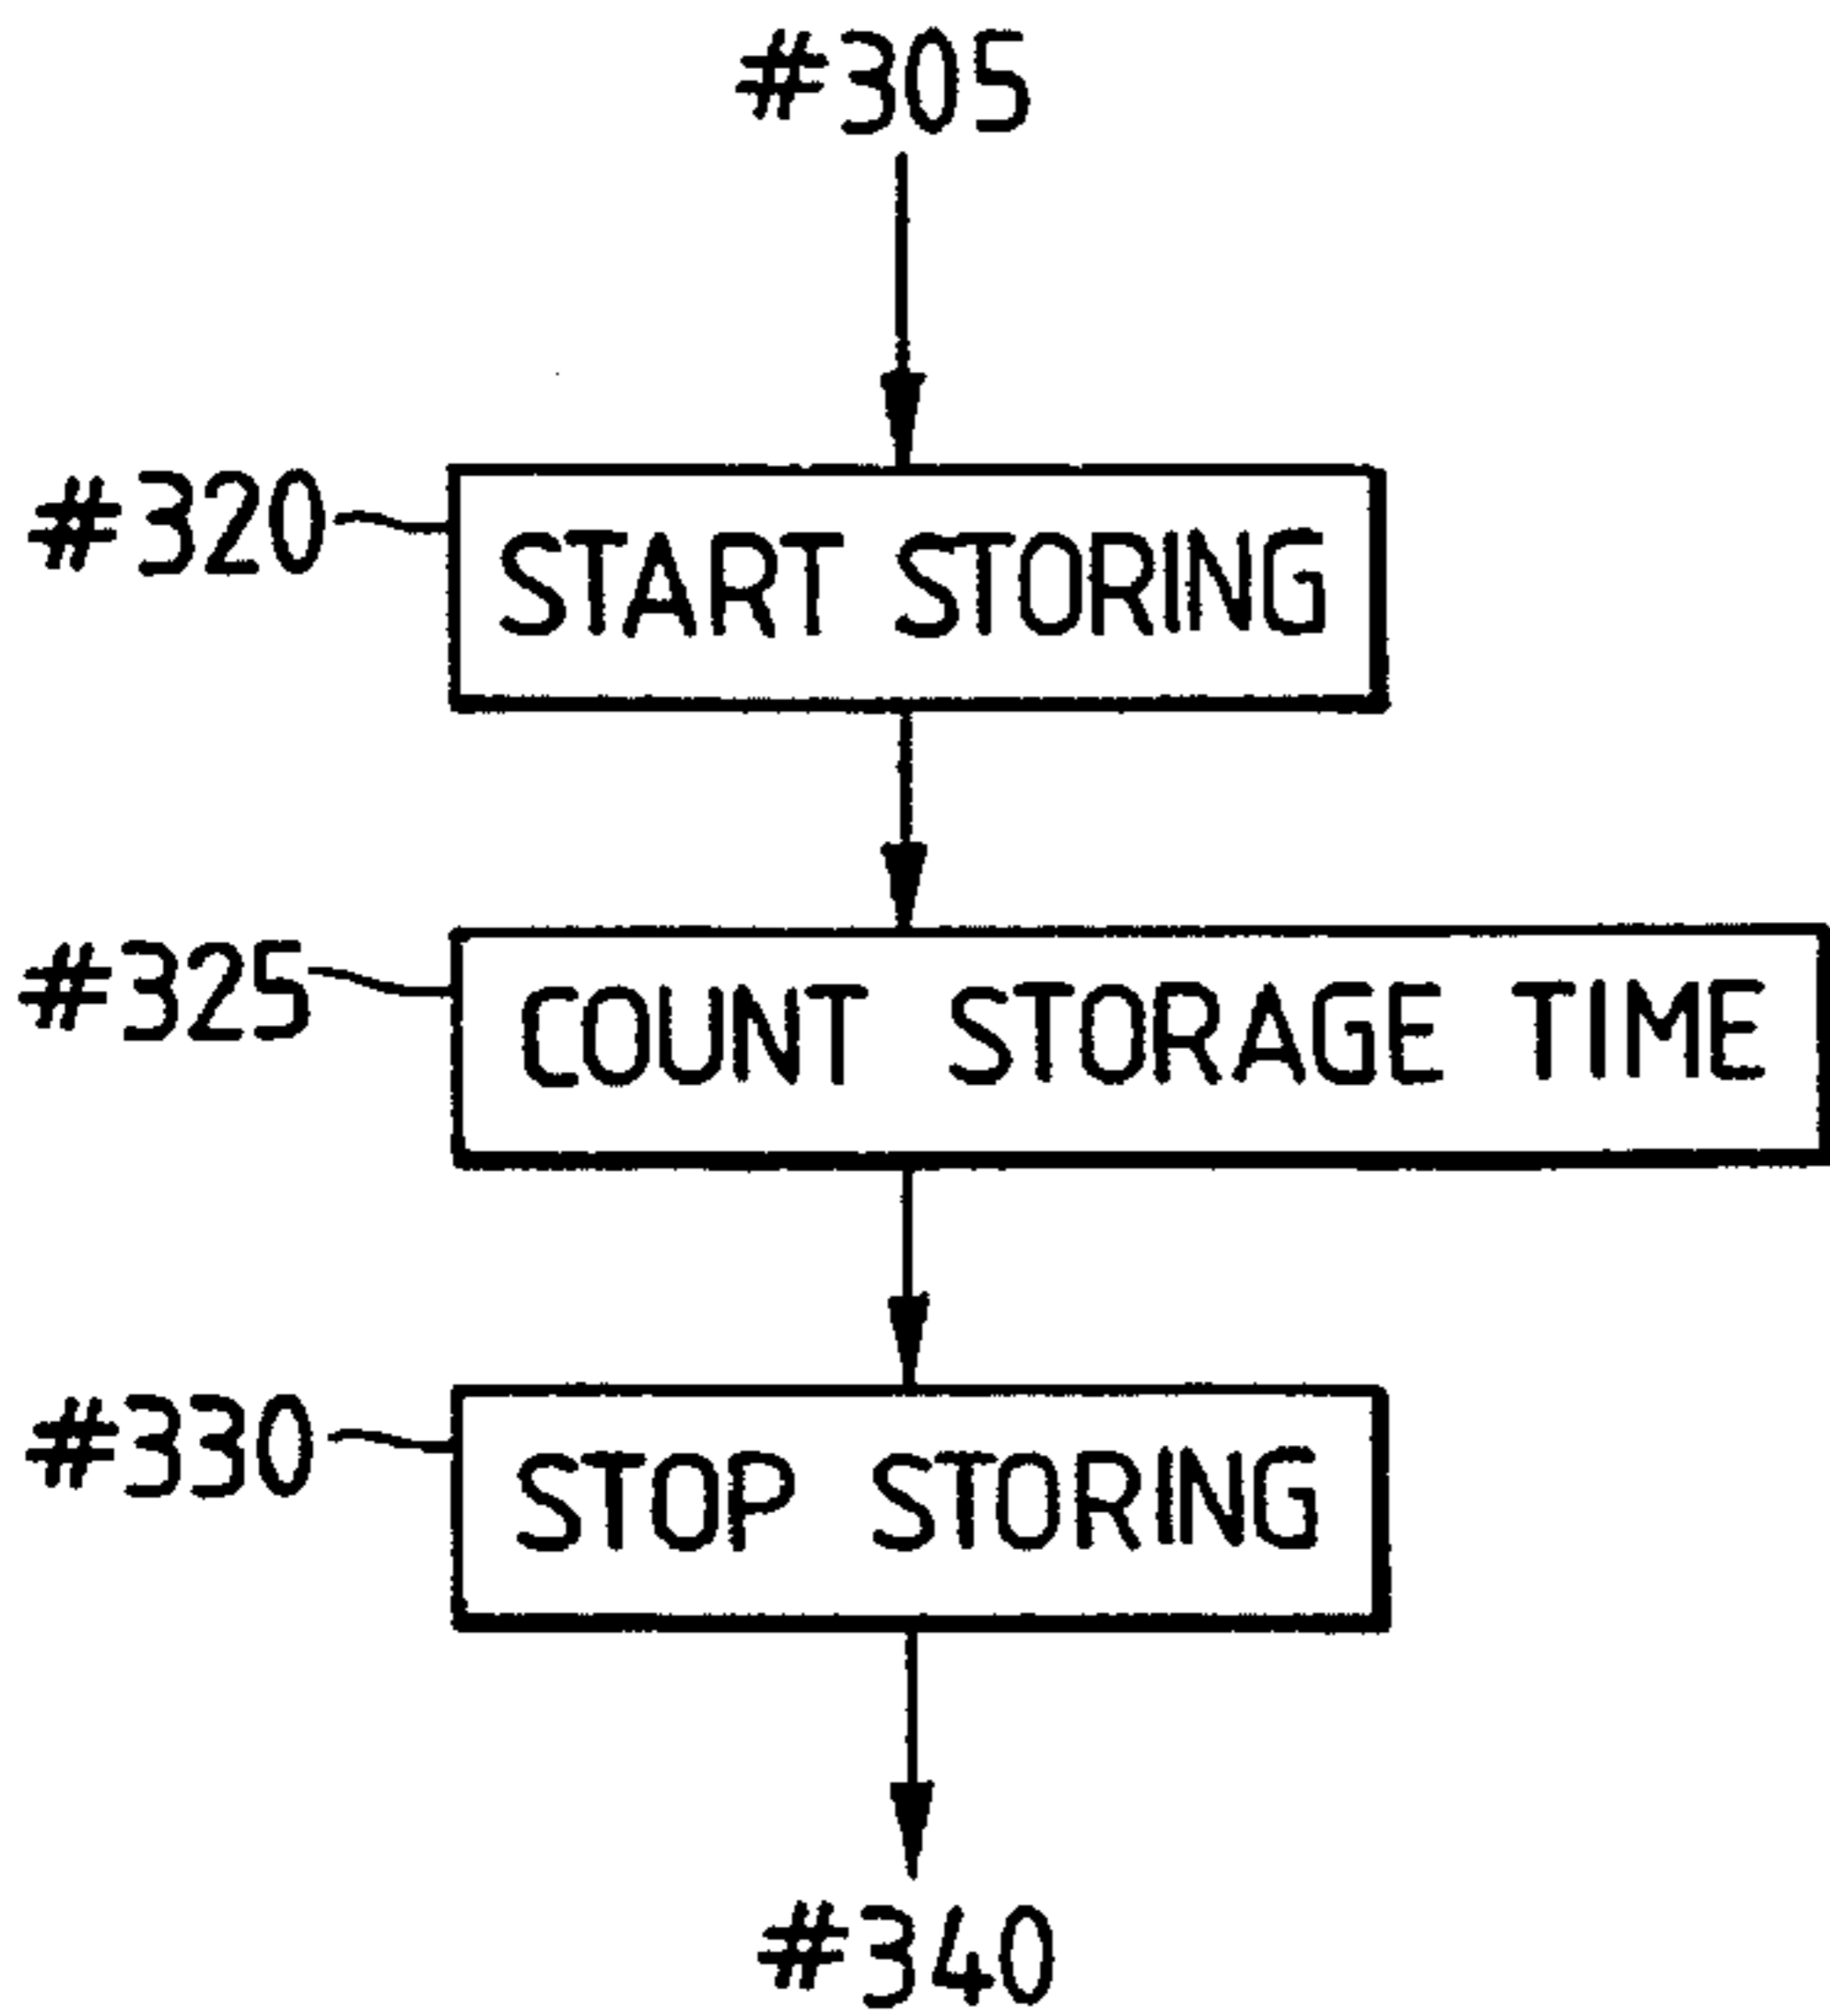 #305
#320 START STORING
#325 COUNT STORAGE TIME
#330 STOP STORING
#340